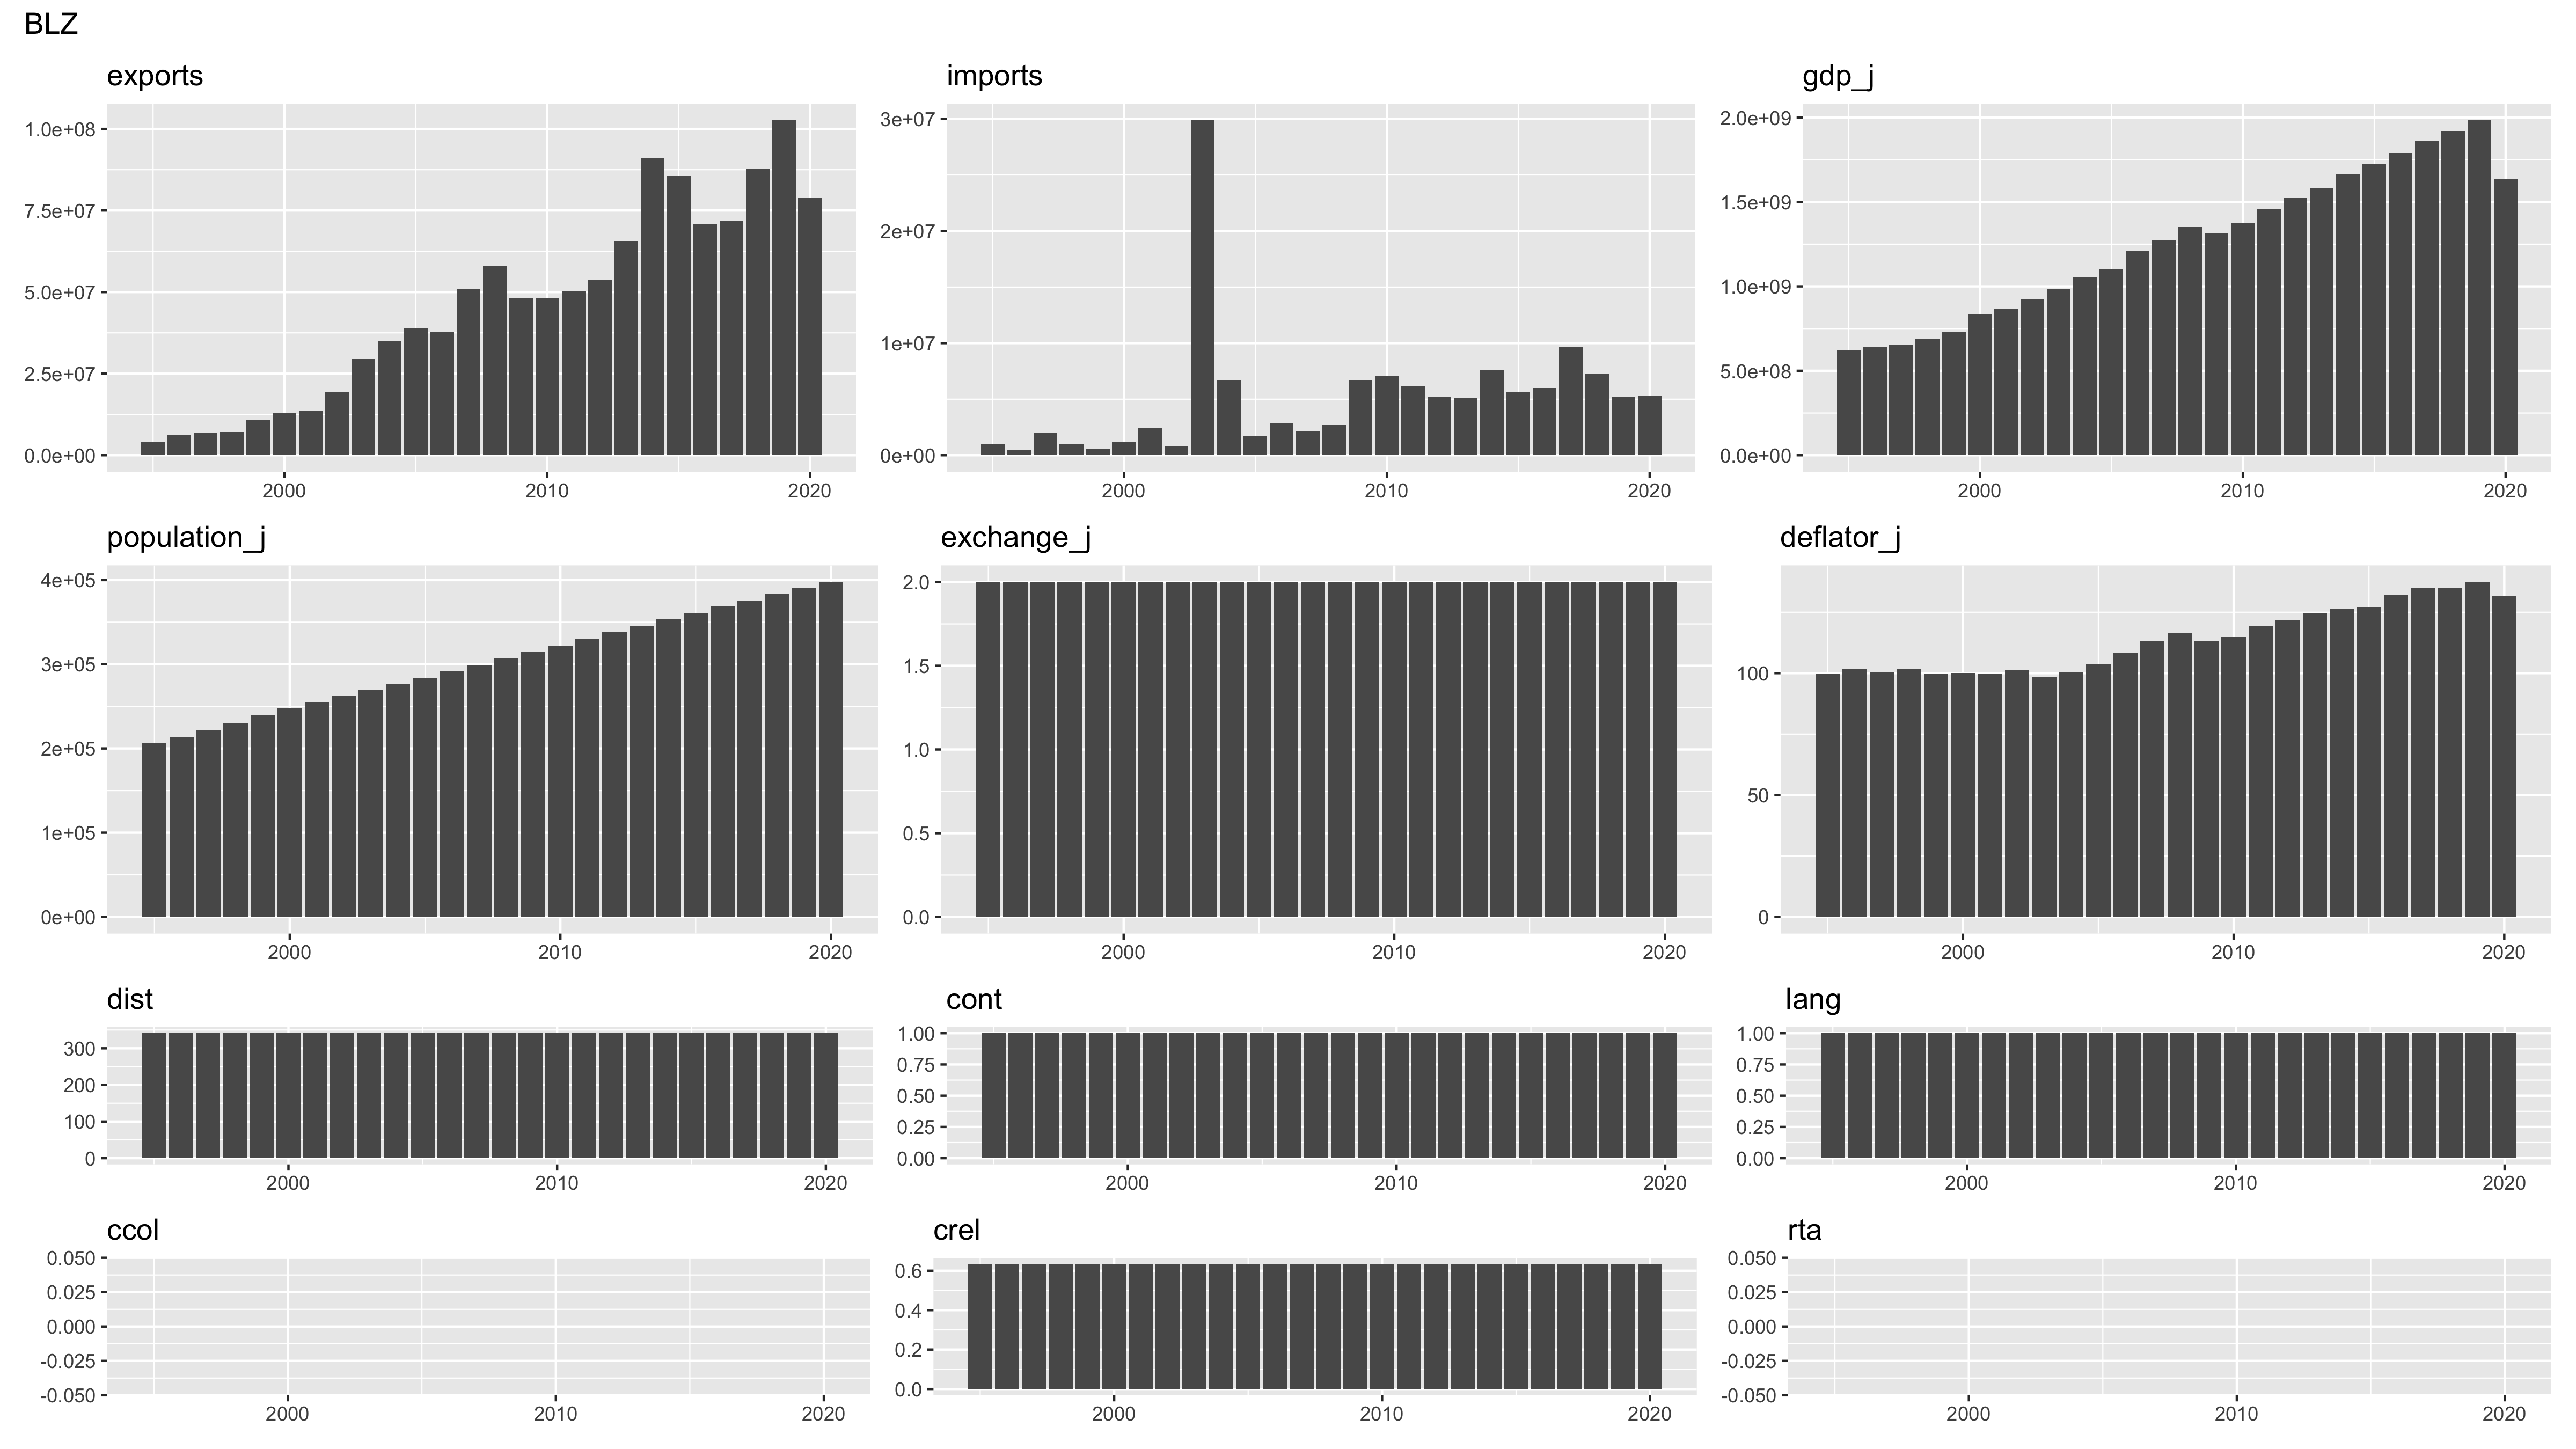 BLZ
exports
1.0e+08
7.5e+07
5.0e+07
2.5e+07
0.0e+00
2000 2010 2020
imports
3e+07
2e+07
1e+07
0e+00
2000 2010 2020
gdp_j
2.0e+09
1.5e+09
1.0e+09
5.0e+08
0.0e+00
2000 2010 2020
population_j
4e+05
3e+05
2e+05
1e+05
0e+00
2000 2010 2020
exchange_j
2.0
1.5
1.0
0.5
0.0
2000 2010 2020
deflator_j
100
50
0
2000 2010 2020
dist
300
200
100
0
2000 2010 2020
cont
1.00
0.75
0.50
0.25
0.00
2000 2010 2020
lang
1.00
0.75
0.50
0.25
0.00
2000 2010 2020
ccol
0.050
0.025
0.000
-0.025
-0.050
2000 2010 2020
crel
0.6
0.4
0.2
0.0
2000 2010 2020
rta
0.050
0.025
0.000
-0.025
-0.050
2000 2010 2020